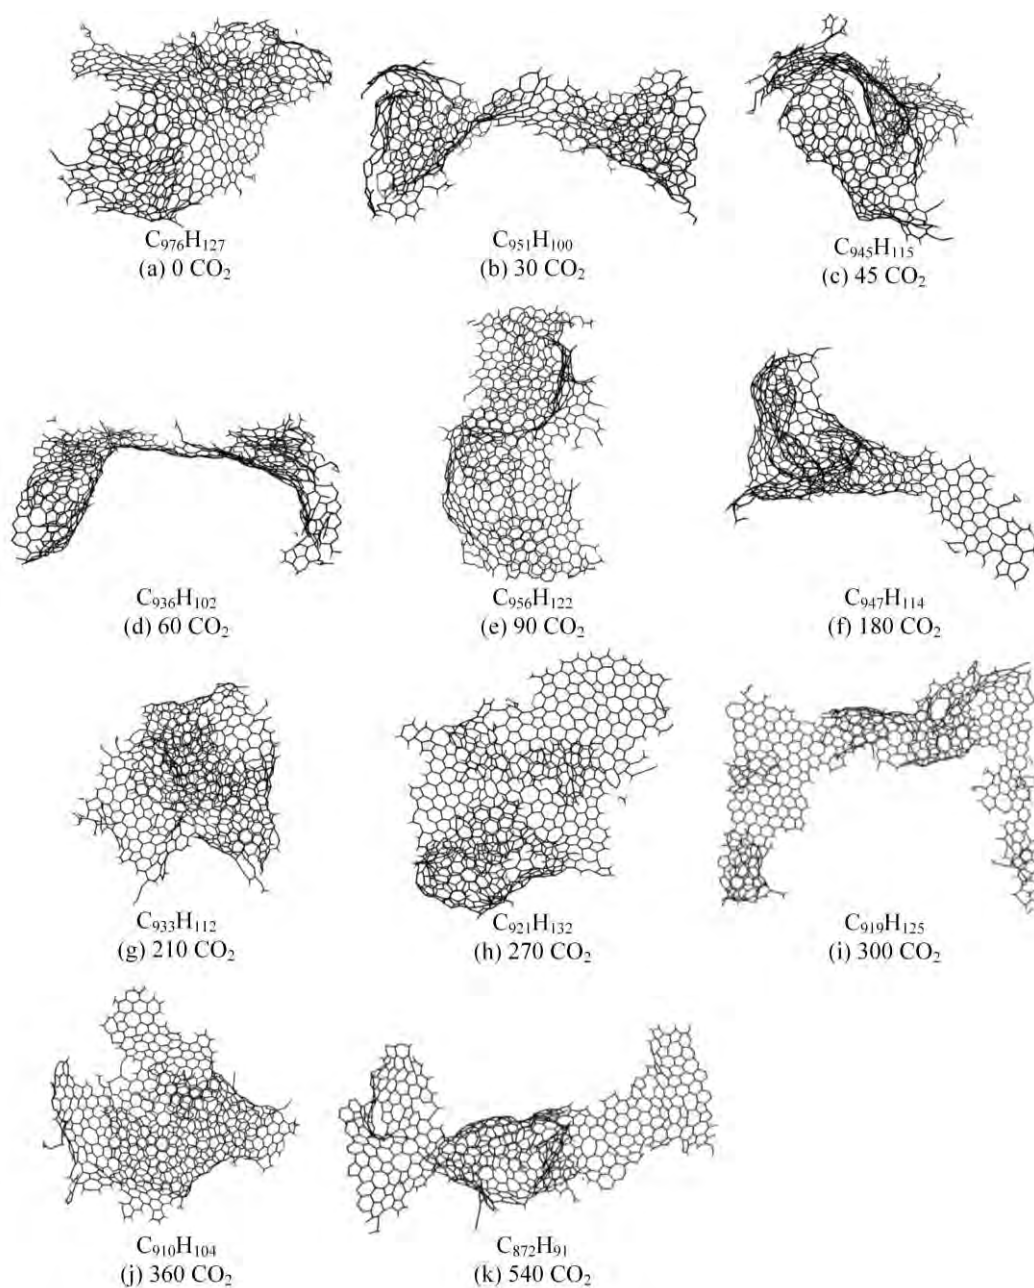 C₉₇₆H₁₂₇
(a) 0 CO₂
C₉₅₁H₁₀₀
(b) 30 CO₂
C₉₄₅H₁₁₅
(c) 45 CO₂
C₉₃₆H₁₀₂
(d) 60 CO₂
C₉₅₆H₁₂₂
(e) 90 CO₂
C₉₄₇H₁₁₄
(f) 180 CO₂
C₉₃₃H₁₁₂
(g) 210 CO₂
C₉₂₁H₁₃₂
(h) 270 CO₂
C₉₁₉H₁₂₅
(i) 300 CO₂
C₉₁₀H₁₀₄
(j) 360 CO₂
C₈₇₂H₉₁
(k) 540 CO₂